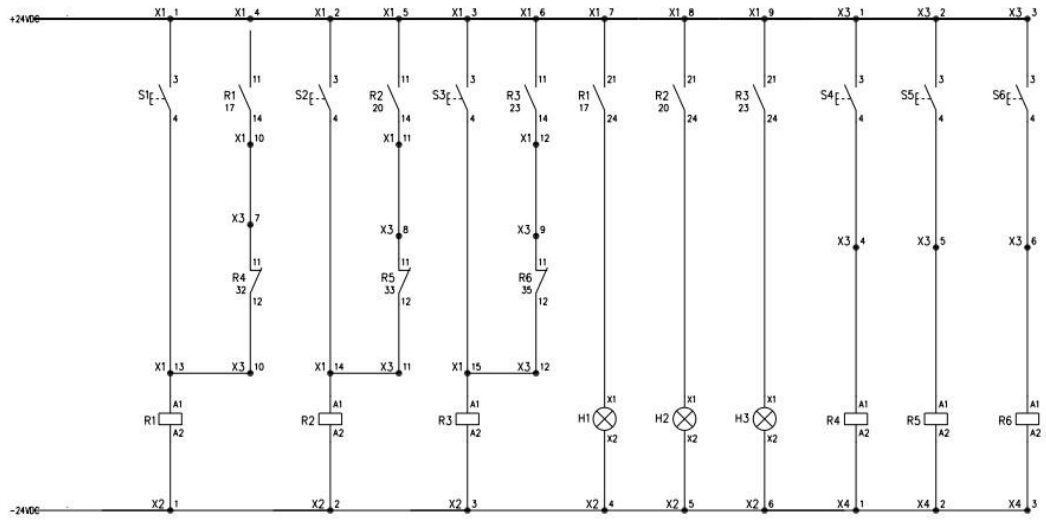 +24VDC X1 1 X1 4 X1 2 X1 5 X1 3 X1 6 X1 7 X1 8 X1 9 X3 1 X3 2 X3 3
3 11 3 11 3 11 21 21 21 3 3 3
S1 R1 S2 R2 S3 R3 R1 R2 R3 S4 S5 S6
17 20 23 17 20 23
4 14 4 14 4 14 24 24 24 4 4 4
X1 10 X1 11 X1 12
X3 7 X3 8 X3 9 X3 4 X3 5 X3 6
11 11 11
R4 R5 R6
32 33 35
12 12 12
X1 13 X3 10 X1 14 X3 11 X1 15 X3 12
A1 A1 A1 X1 X1 X1 A1 A1 A1
R1 R2 R3 H1 H2 H3 R4 R5 R6
A2 A2 A2 X2 X2 X2 A2 A2 A2
-24VDC X2 1 X2 2 X2 3 X2 4 X2 5 X2 6 X4 1 X4 2 X4 3